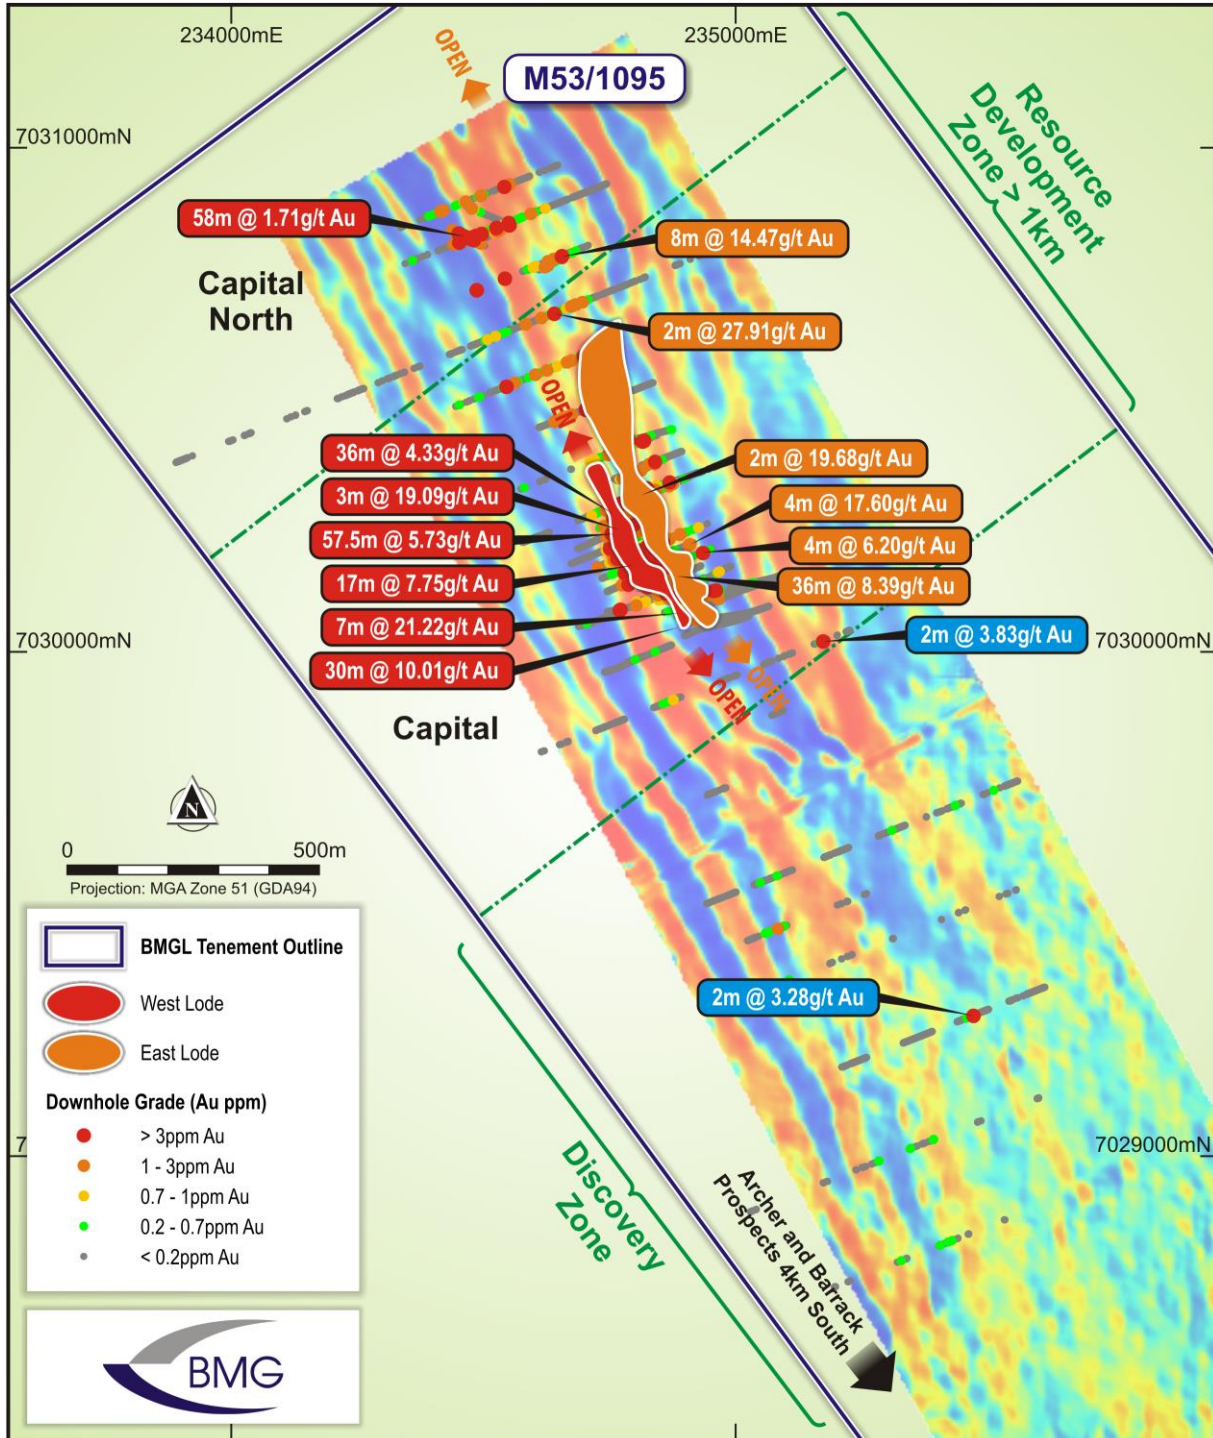 234000mE
235000mE
OPEN
M53/1095
7031000mN
Resource
Development
Zone > 1km
58m @ 1.71g/t Au
8m @ 14.47g/t Au
Capital
North
2m @ 27.91g/t Au
OPEN
36m @ 4.33g/t Au
2m @ 19.68g/t Au
3m @ 19.09g/t Au
4m @ 17.60g/t Au
57.5m @ 5.73g/t Au
4m @ 6.20g/t Au
17m @ 7.75g/t Au
36m @ 8.39g/t Au
7m @ 21.22g/t Au
2m @ 3.83g/t Au
7030000mN
30m @ 10.01g/t Au
OPEN
OPEN
Capital
N
0 500m
Projection: MGA Zone 51 (GDA94)
BMGL Tenement Outline
West Lode
East Lode
Downhole Grade (Au ppm)
> 3ppm Au
1 - 3ppm Au
0.7 - 1ppm Au
0.2 - 0.7ppm Au
< 0.2ppm Au
2m @ 3.28g/t Au
7
7029000mN
Discovery
Zone
Archer and Barrack
Prospects 4km South
BMG